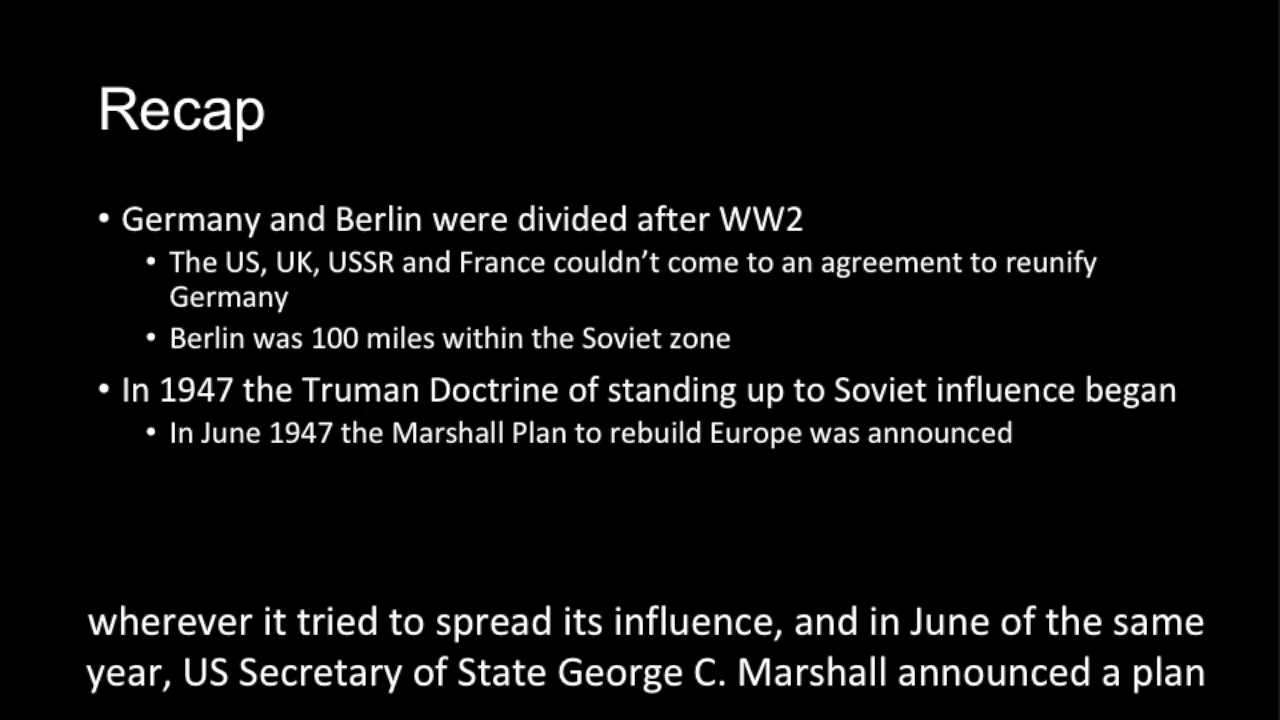 Recap
• Germany and Berlin were divided after WW2
• The US, UK, USSR and France couldn’t come to an agreement to reunify
Germany
• Berlin was 100 miles within the Soviet zone
• In 1947 the Truman Doctrine of standing up to Soviet influence began
• In June 1947 the Marshall Plan to rebuild Europe was announced
wherever it tried to spread its influence, and in June of the same
year, US Secretary of State George C. Marshall announced a plan